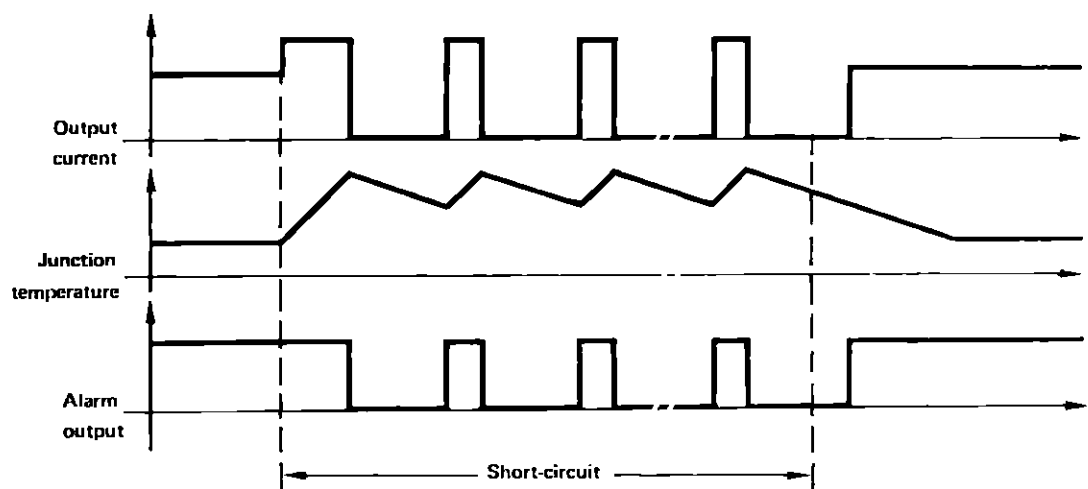 Output
current
Junction
temperature
Alarm
output
Short-circuit